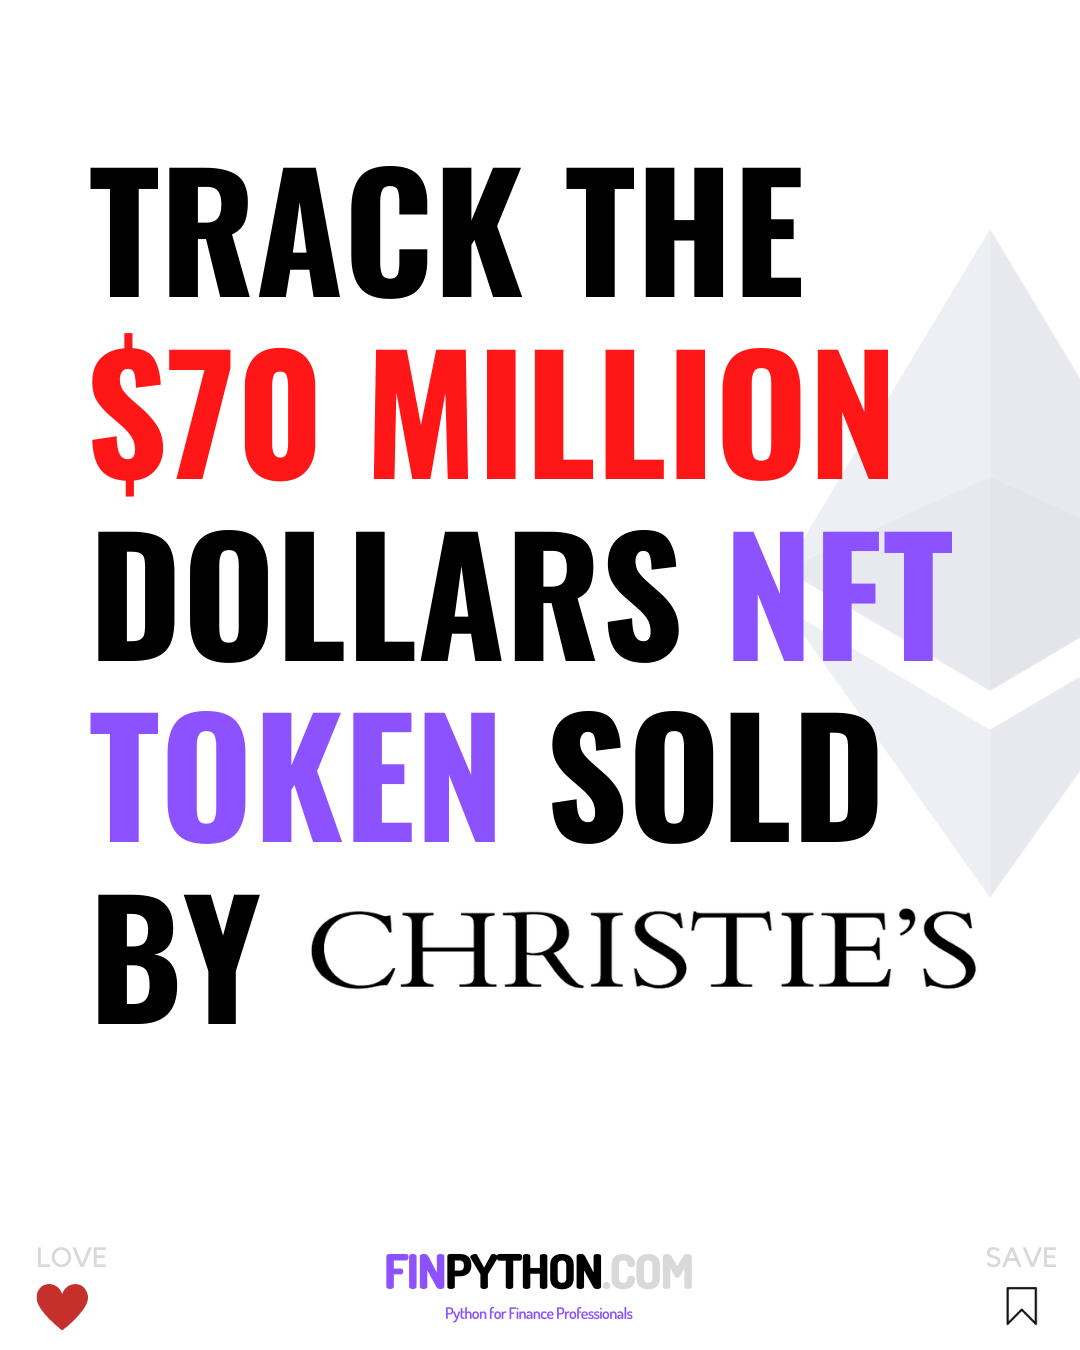 TRACK THE
$70 MILLION
DOLLARS NFT
TOKEN SOLD
BY CHRISTIE’S
LOVE
FINPYTHON.COM
Python for Finance Professionals
SAVE